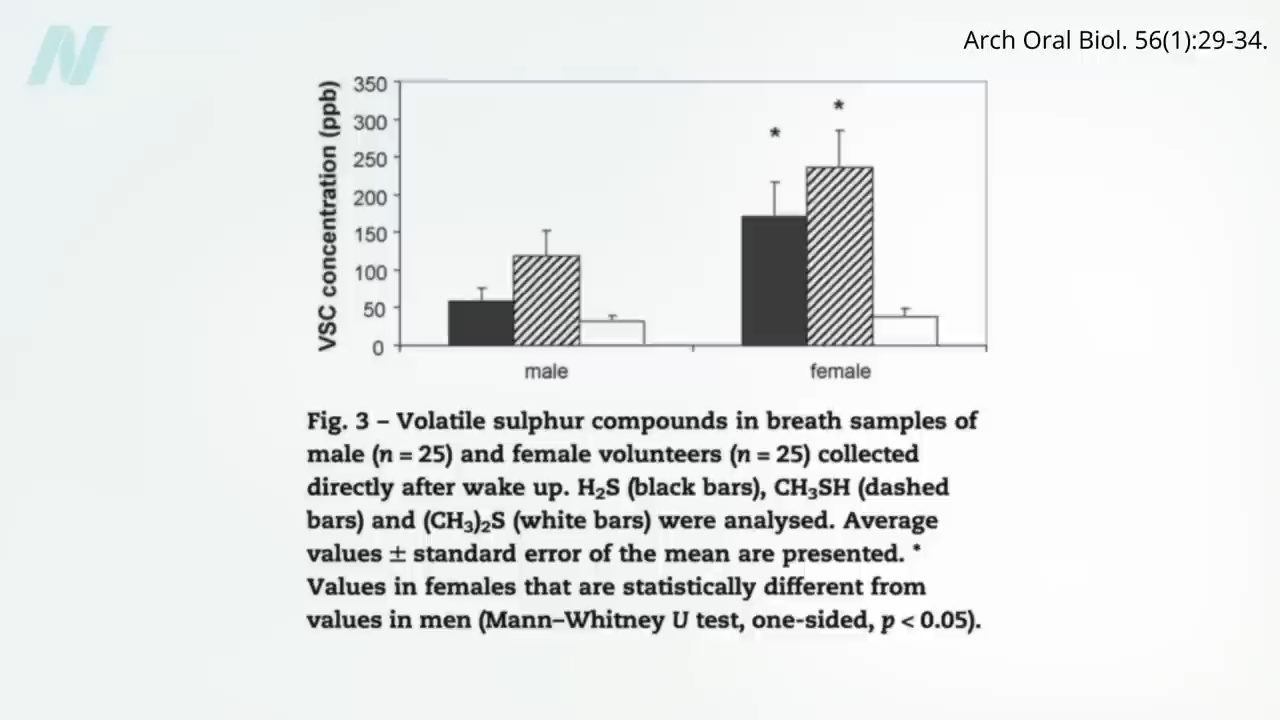 N
Arch Oral Biol. 56(1):29-34.
VSC concentration (ppb)
350
300
250
200
150
100
50
0
*
*
male
female
Fig. 3 – Volatile sulphur compounds in breath samples of
male (n = 25) and female volunteers (n = 25) collected
directly after wake up. H₂S (black bars), CH₃SH (dashed
bars) and (CH₃)₂S (white bars) were analysed. Average
values ± standard error of the mean are presented. *
Values in females that are statistically different from
values in men (Mann–Whitney U test, one-sided, p < 0.05).